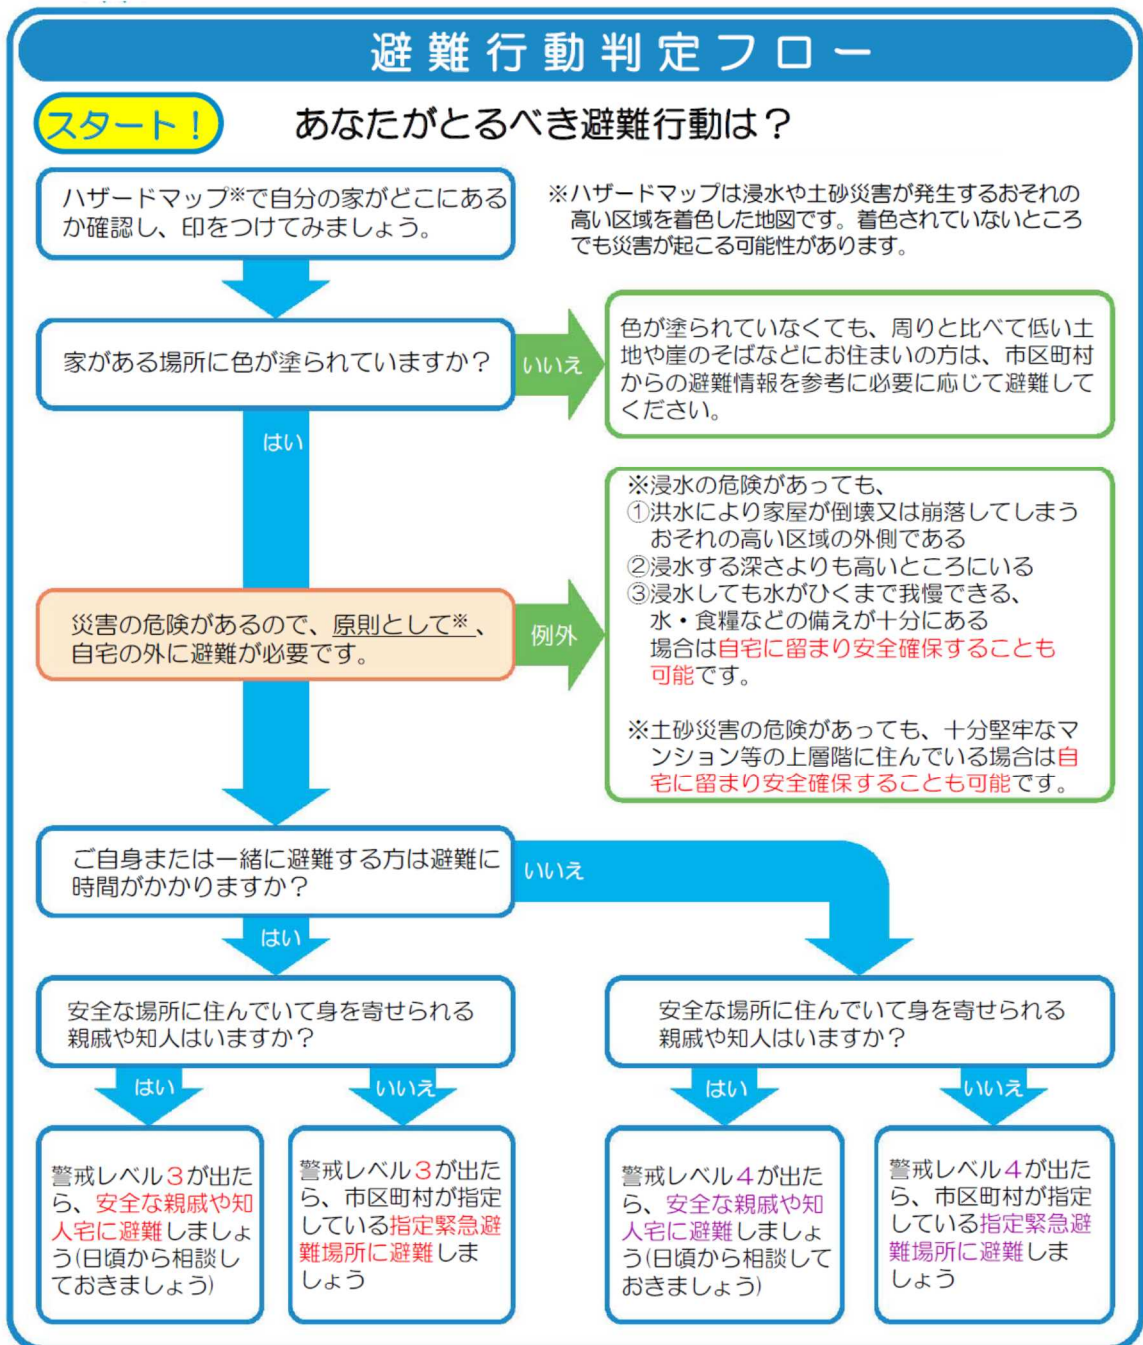 避難行動判定フロー
スタート！
あなたがとるべき避難行動は？
ハザードマップ※で自分の家がどこにある
か確認し、印をつけてみましょう。
※ハザードマップは浸水や土砂災害が発生するおそれの
高い区域を着色した地図です。着色されていないところ
でも災害が起こる可能性があります。
家がある場所に色が塗られていますか？
いいえ
色が塗られていなくても、周りと比べて低い土
地や崖のそばなどにお住まいの方は、市区町村
からの避難情報を参考に必要に応じて避難して
ください。
はい
災害の危険があるので、原則として※、
自宅の外に避難が必要です。
例外
※浸水の危険があっても、
①洪水により家屋が倒壊又は崩落してしまう
おそれの高い区域の外側である
②浸水する深さよりも高いところにいる
③浸水しても水がひくまで我慢できる、
水・食糧などの備えが十分にある
場合は自宅に留まり安全確保することも
可能です。
※土砂災害の危険があっても、十分堅牢なマ
ンション等の上層階に住んでいる場合は自
宅に留まり安全確保することも可能です。
ご自身または一緒に避難する方は避難に
時間がかかりますか？
いいえ
はい
安全な場所に住んでいて身を寄せられる
親戚や知人はいますか？
はい
いいえ
警戒レベル３が出た
ら、安全な親戚や知
人宅に避難しましょ
う(日頃から相談し
ておきましょう)
警戒レベル３が出た
ら、市区町村が指定
している指定緊急避
難場所に避難しま
しょう
安全な場所に住んでいて身を寄せられる
親戚や知人はいますか？
はい
いいえ
警戒レベル４が出た
ら、安全な親戚や知
人宅に避難しましょ
う(日頃から相談して
おきましょう)
警戒レベル４が出た
ら、市区町村が指定
している指定緊急避
難場所に避難しま
しょう